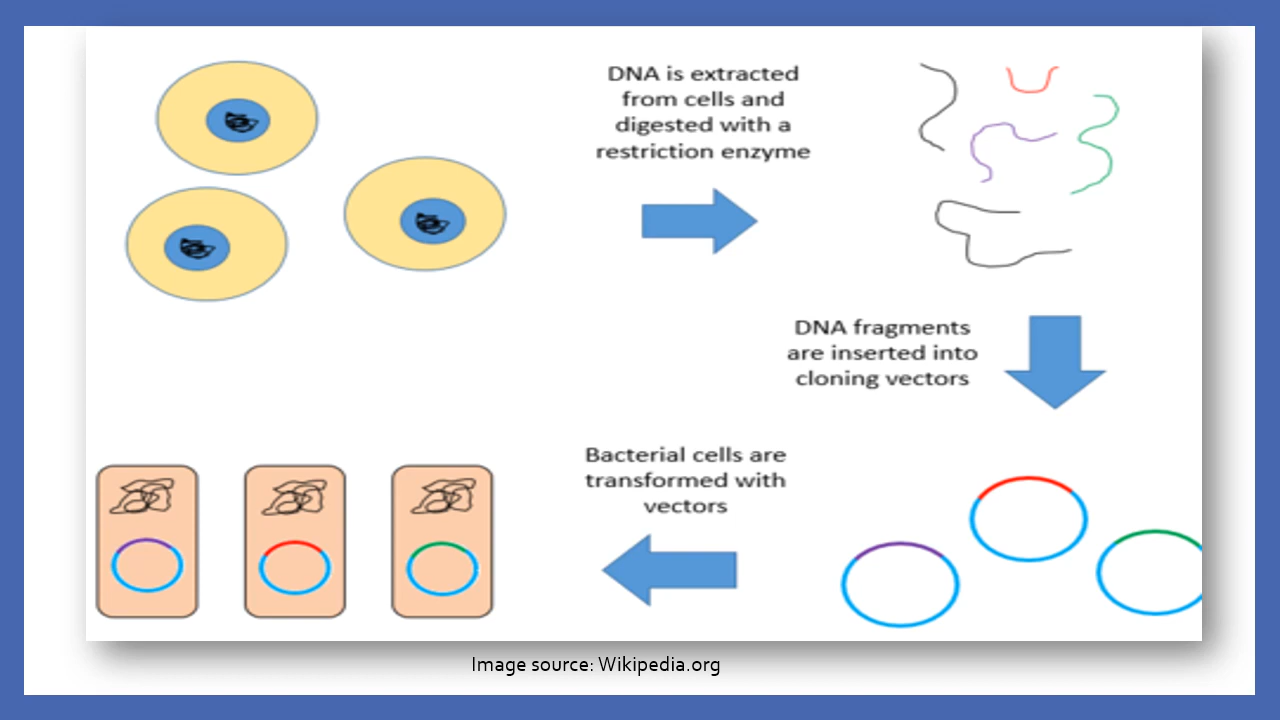 DNA is extracted
from cells and
digested with a
restriction enzyme
DNA fragments
are inserted into
cloning vectors
Bacterial cells are
transformed with
vectors
Image source: Wikipedia.org